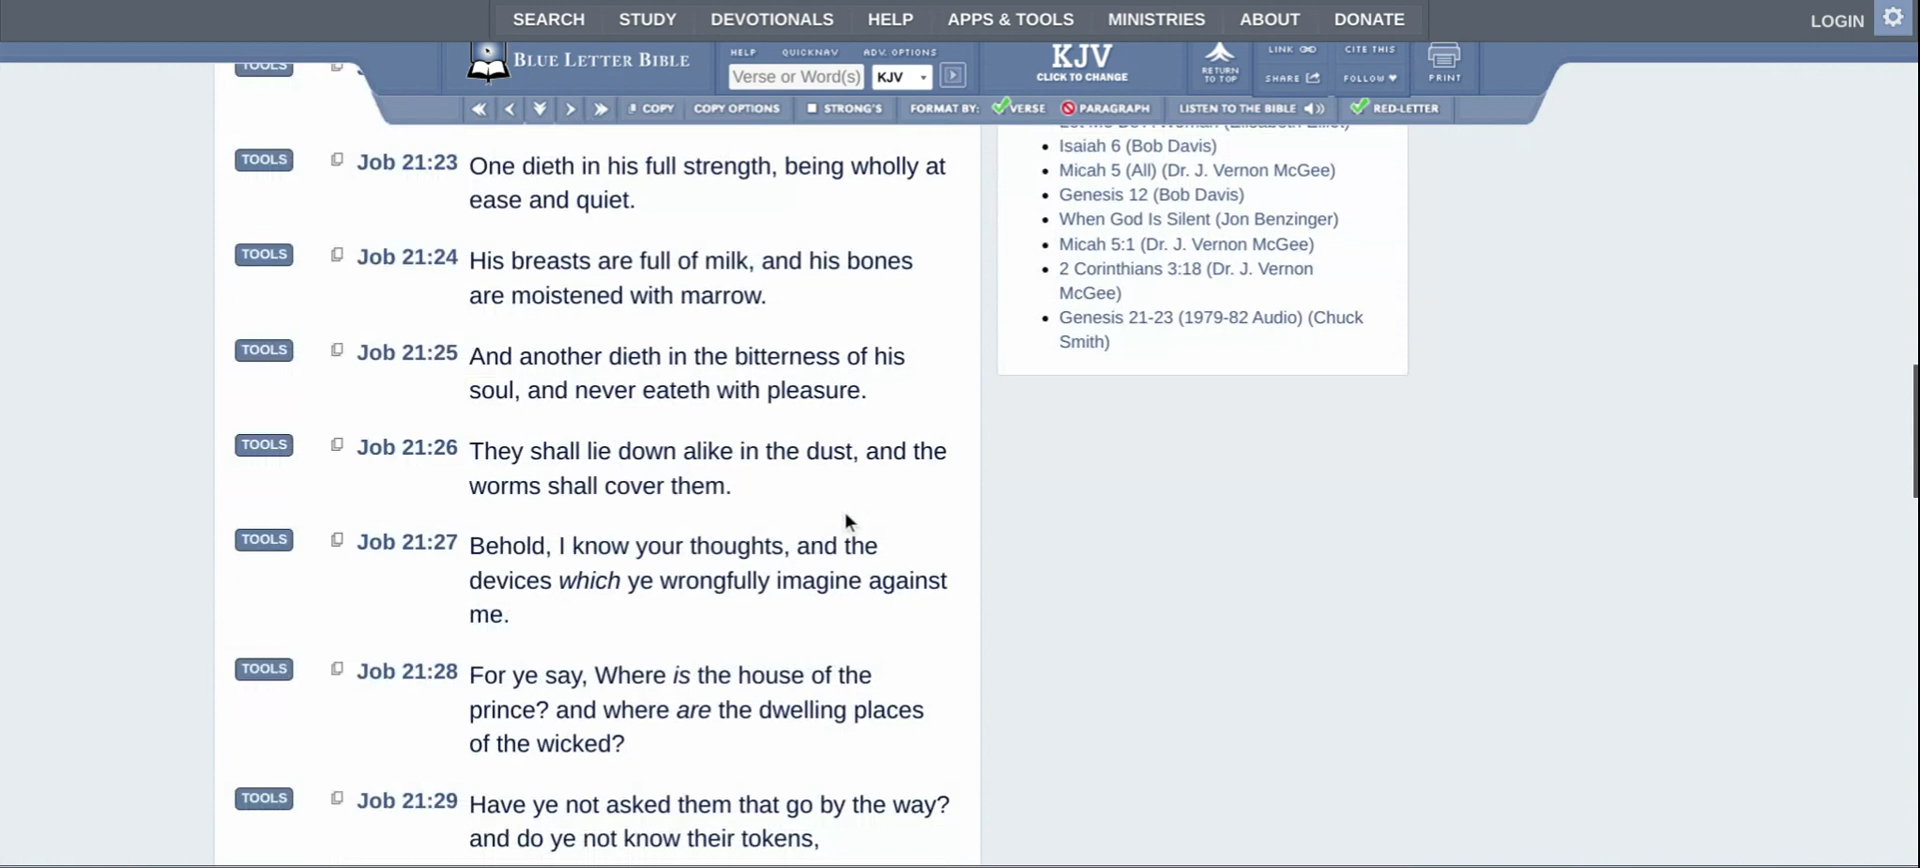 SEARCH STUDY DEVOTIONALS HELP APPS & TOOLS MINISTRIES ABOUT DONATE LOGIN
BLUE LETTER BIBLE
HELP QUICKNAV ADV. OPTIONS
Verse or Word(s) KJV
KJV
CLICK TO CHANGE
RETURN
TO TOP
LINK CITE THIS
SHARE FOLLOW
PRINT
COPY COPY OPTIONS STRONG'S FORMAT BY: VERSE PARAGRAPH LISTEN TO THE BIBLE RED-LETTER
TOOLS
TOOLS Job 21:23 One dieth in his full strength, being wholly at
ease and quiet.
TOOLS Job 21:24 His breasts are full of milk, and his bones
are moistened with marrow.
TOOLS Job 21:25 And another dieth in the bitterness of his
soul, and never eateth with pleasure.
TOOLS Job 21:26 They shall lie down alike in the dust, and the
worms shall cover them.
TOOLS Job 21:27 Behold, I know your thoughts, and the
devices which ye wrongfully imagine against
me.
TOOLS Job 21:28 For ye say, Where is the house of the
prince? and where are the dwelling places
of the wicked?
TOOLS Job 21:29 Have ye not asked them that go by the way?
and do ye not know their tokens,
Isaiah 6 (Bob Davis)
Micah 5 (All) (Dr. J. Vernon McGee)
Genesis 12 (Bob Davis)
When God Is Silent (Jon Benzinger)
Micah 5:1 (Dr. J. Vernon McGee)
2 Corinthians 3:18 (Dr. J. Vernon
McGee)
Genesis 21-23 (1979-82 Audio) (Chuck
Smith)